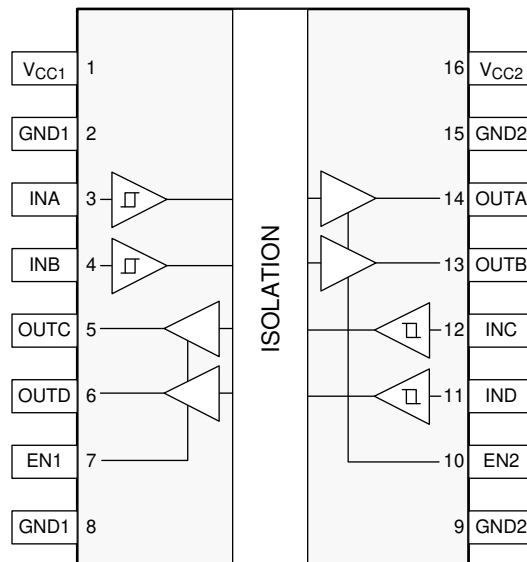 VCC1 1 16 VCC2
GND1 2 15 GND2
INA 3 14 OUTA
INB 4 13 OUTB
ISOLATION
OUTC 5 12 INC
OUTD 6 11 IND
EN1 7 10 EN2
GND1 8 9 GND2